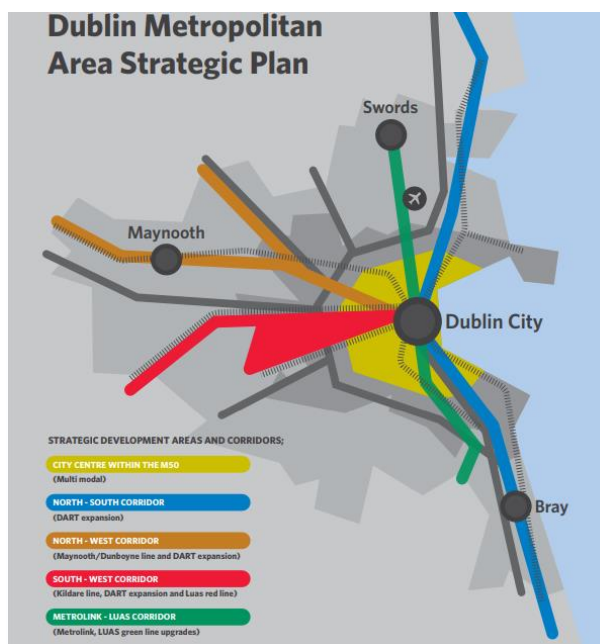 Dublin Metropolitan
Area Strategic Plan
Swords
Maynooth
Dublin City
Bray
STRATEGIC DEVELOPMENT AREAS AND CORRIDORS;
CITY CENTRE WITHIN THE M50
(Multi modal)
NORTH - SOUTH CORRIDOR
(DART expansion)
NORTH - WEST CORRIDOR
(Maynooth/Dunboyne line and DART expansion)
SOUTH - WEST CORRIDOR
(Kildare line, DART expansion and Luas red line)
METROLINK - LUAS CORRIDOR
(Metrolink, LUAS green line upgrades)